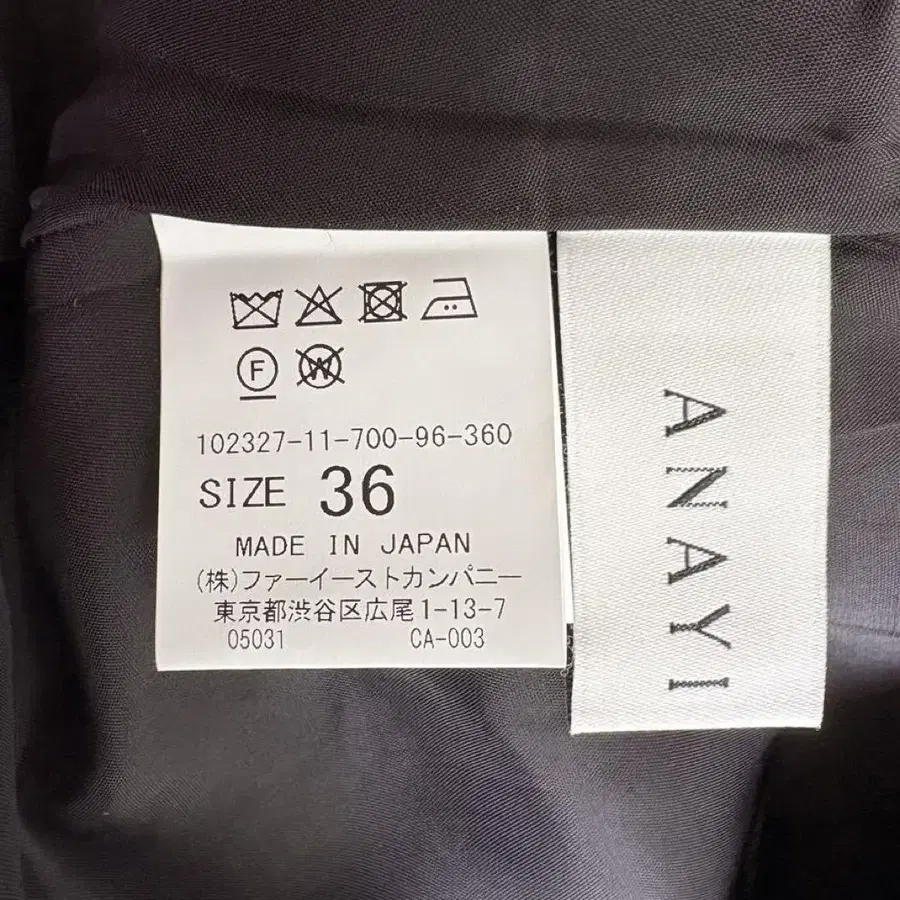 F
W
102327-11-700-96-360
SIZE 36
MADE IN JAPAN
(株)ファーイーストカンパニー
東京都渋谷区広尾1-13-7
05031 CA-003
ANAYI